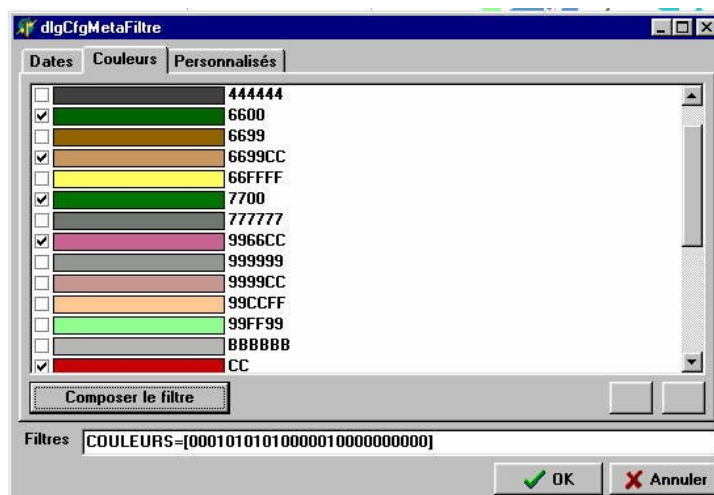 dlgCfgMetaFiltre
Dates Couleurs Personnalisés
444444
6600
6699
6699CC
66FFFF
7700
777777
9966CC
999999
9999CC
99CCFF
99FF99
BBBBBB
CC
Composer le filtre
Filtres COULEURS=[000101010100000100000000000]
OK Annuler